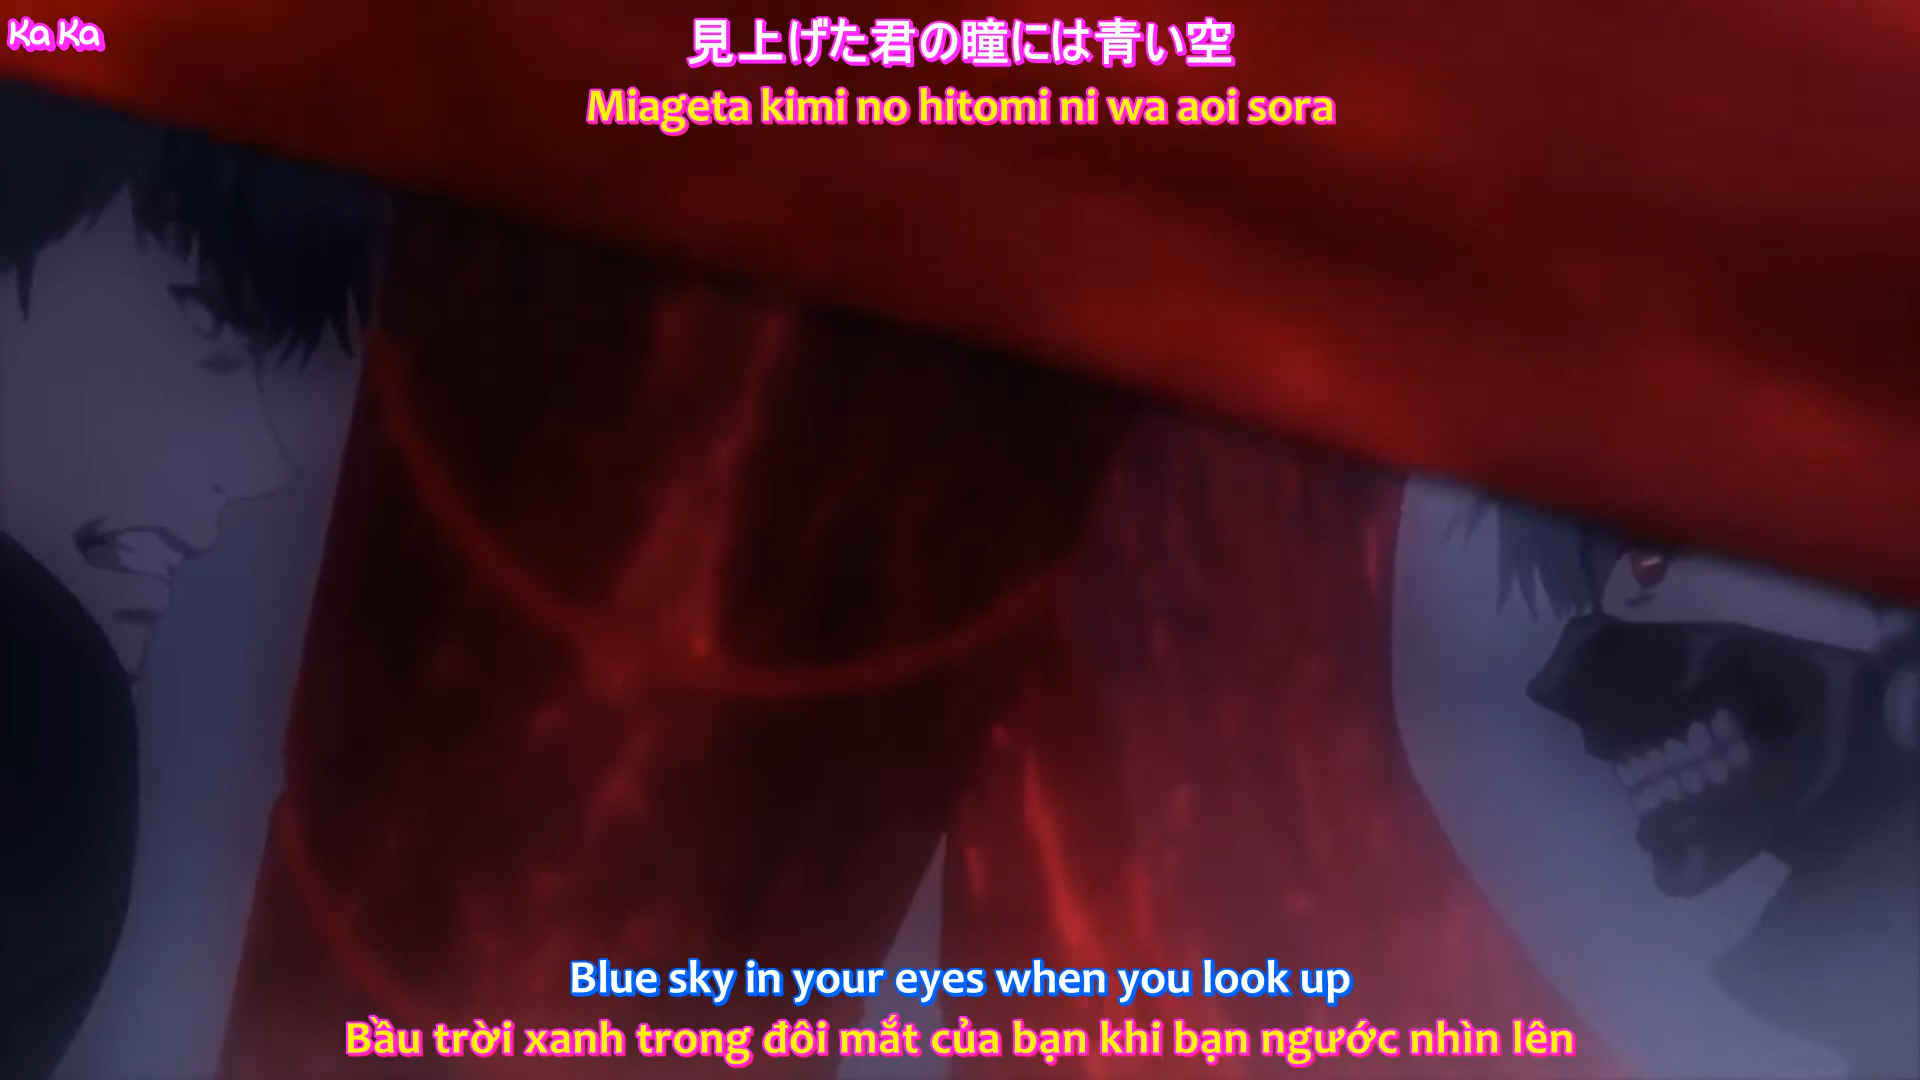 Ka Ka
見上げた君の瞳には青い空
Miageta kimi no hitomi ni wa aoi sora
Blue sky in your eyes when you look up
Bầu trời xanh trong đôi mắt của bạn khi bạn ngước nhìn lên